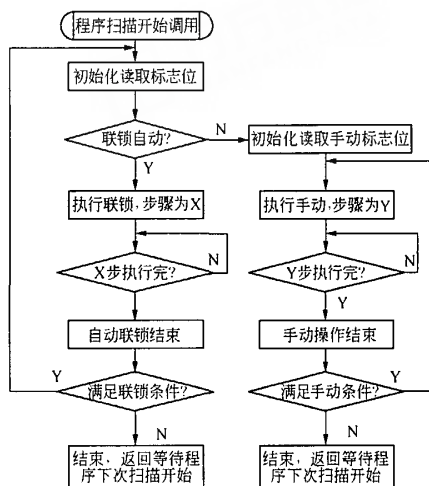 程序扫描开始调用
初始化读取标志位
联锁自动?
N
初始化读取手动标志位
Y
执行联锁,步骤为X
执行手动,步骤为Y
X步执行完?
N
Y步执行完?
N
Y
自动联锁结束
手动操作结束
Y
满足联锁条件?
满足手动条件?
Y
N
N
结束,返回等待程
序下次扫描开始
结束,返回等待程
序下次扫描开始